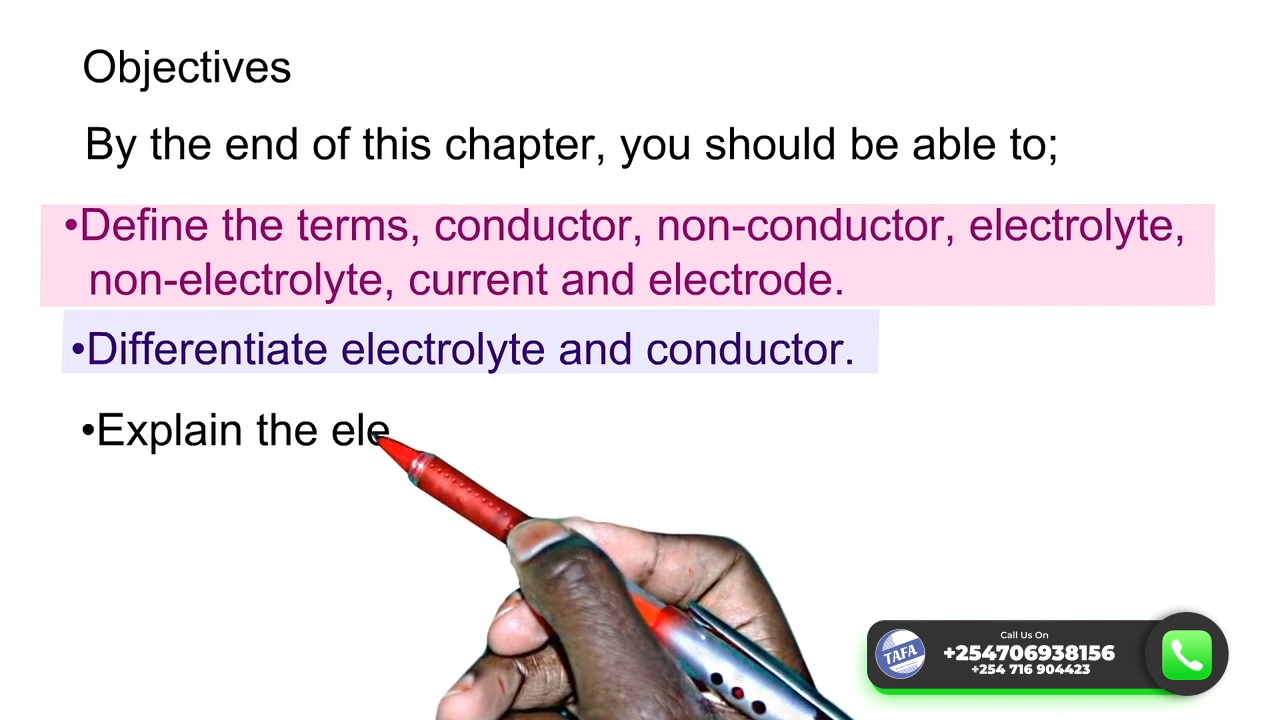 Objectives
By the end of this chapter, you should be able to;
•Define the terms, conductor, non-conductor, electrolyte,
non-electrolyte, current and electrode.
•Differentiate electrolyte and conductor.
•Explain the ele
Call Us On
TAFA
+254706938156
+254 716 904423